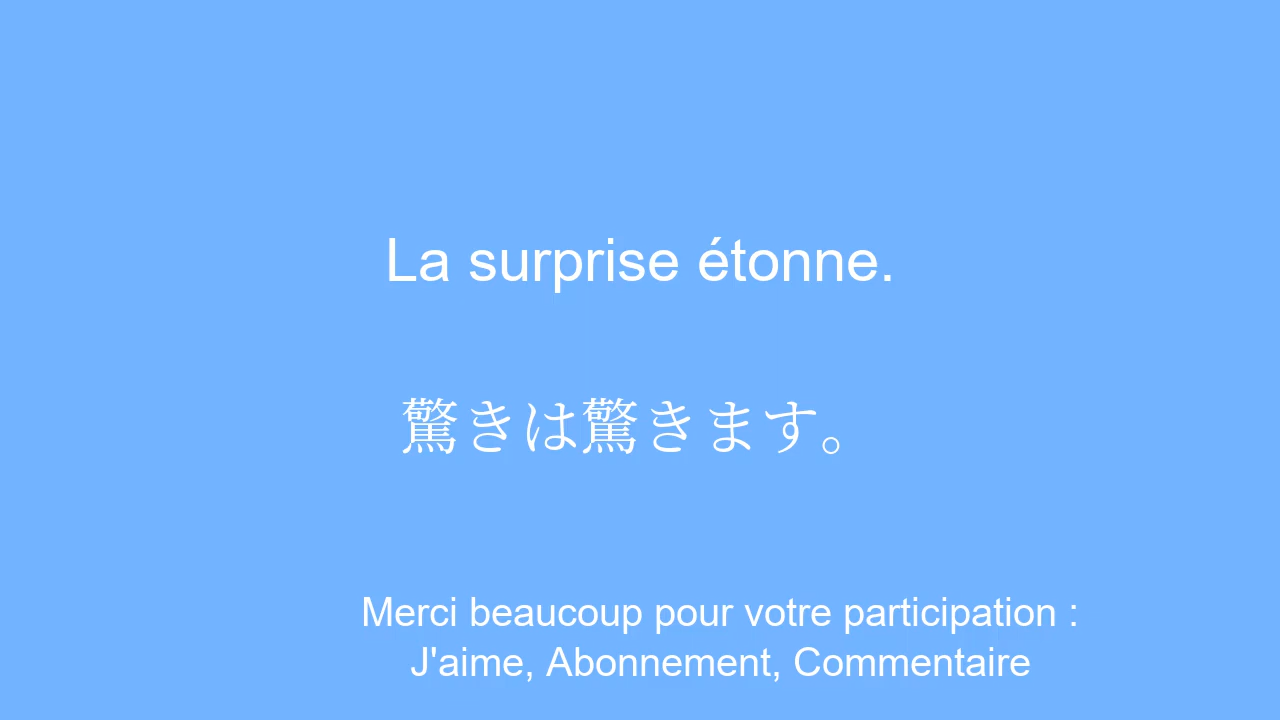 La surprise étonne.
驚きは驚きます。
Merci beaucoup pour votre participation :
J'aime, Abonnement, Commentaire